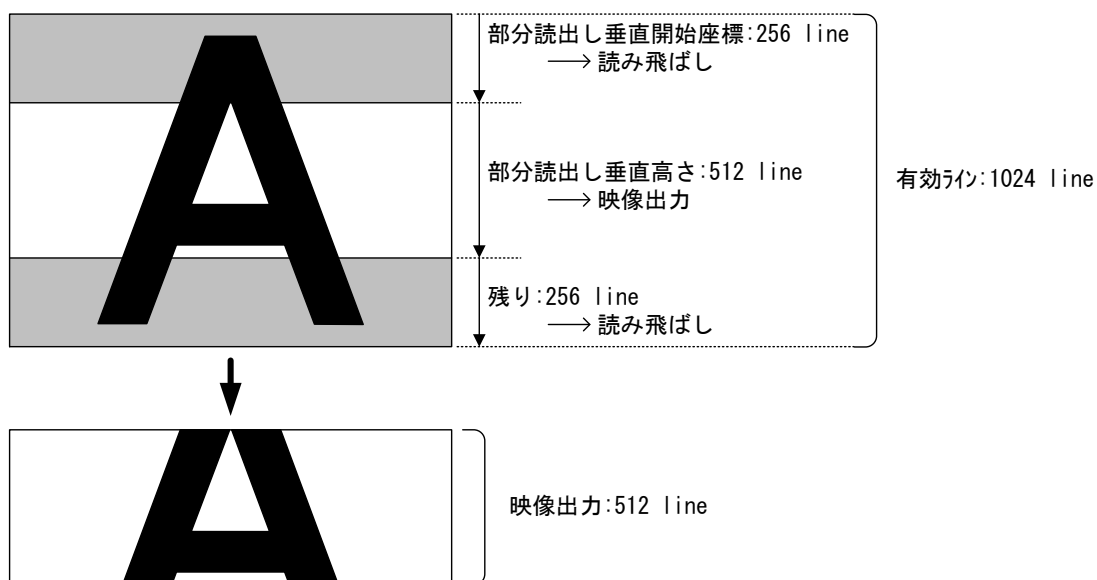 部分読出し垂直開始座標:256 line
→ 読み飛ばし
部分読出し垂直高さ:512 line
→ 映像出力
有効ﾗｲﾝ:1024 line
残り:256 line
→ 読み飛ばし
映像出力:512 line
A
A